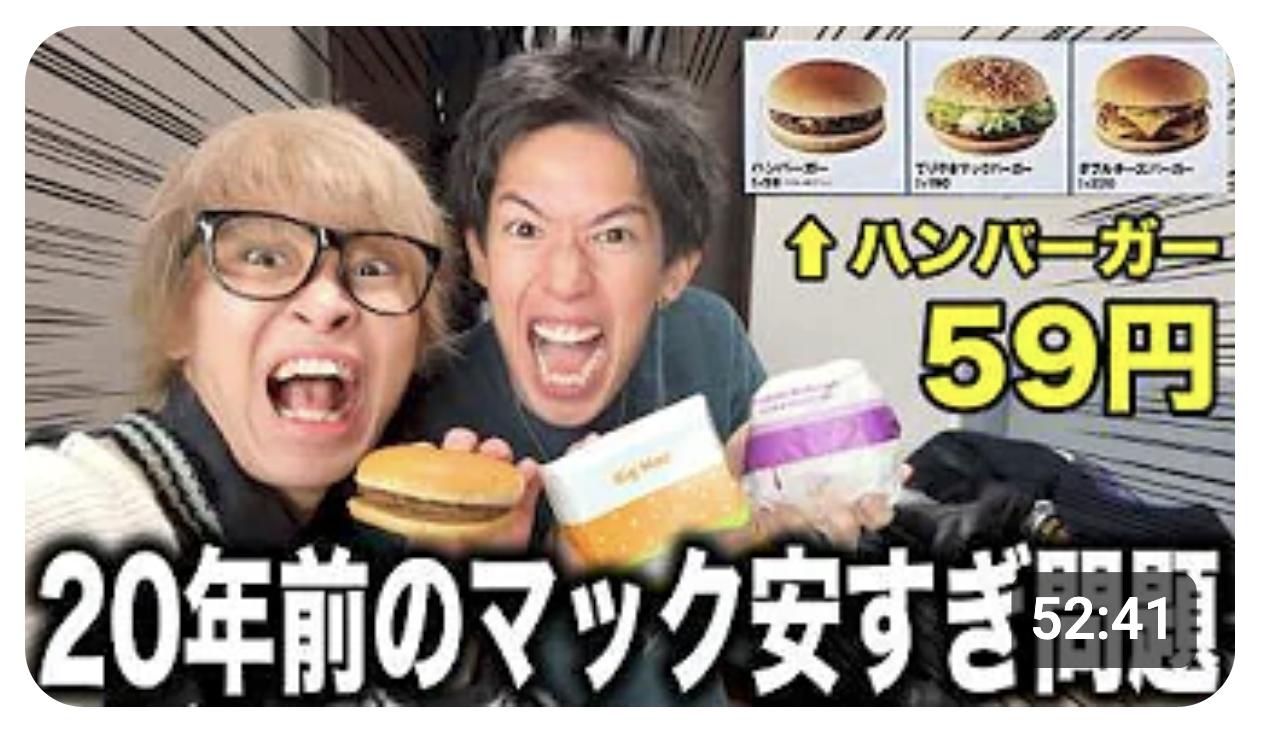 ハンバーガー
てりやきマックバーガー
ダブルチーズバーガー
↑ ハンバーガー
59円
Big Mac
20年前のマック安すぎ問題
52:41